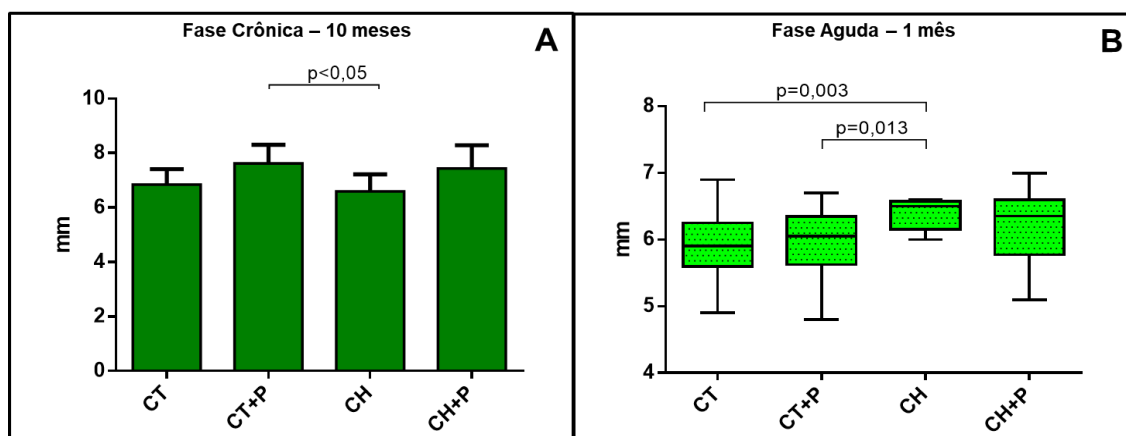 Fase Crônica – 10 meses
A
p<0,05
10
8
6
4
2
0
mm
CT
CT+P
CH
CH+P
Fase Aguda – 1 mês
B
p=0,003
p=0,013
8
7
6
5
4
mm
CT
CT+P
CH
CH+P